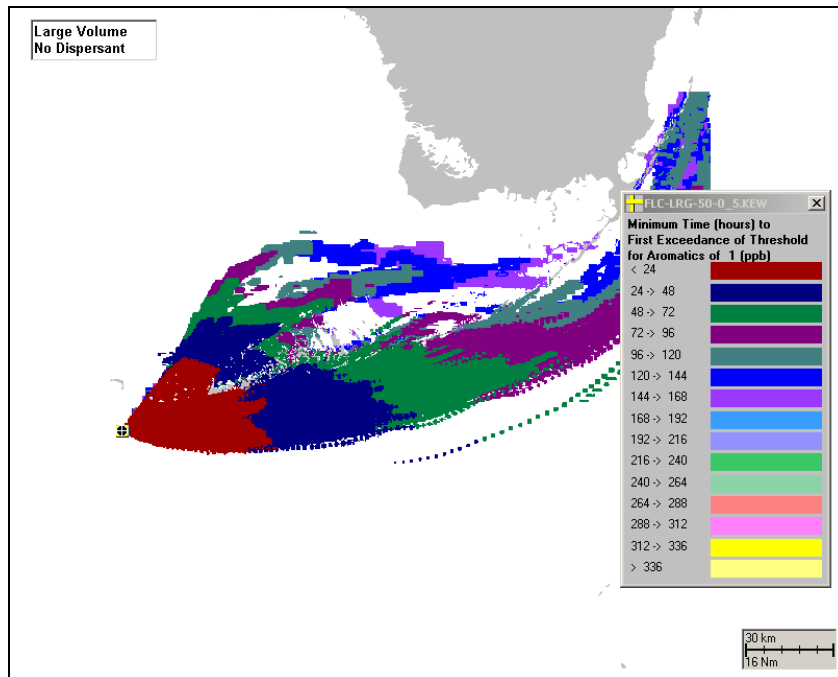 Large Volume
No Dispersant
FLC-LRG-50-0_5.KEW
Minimum Time (hours) to
First Exceedance of Threshold
for Aromatics of 1 (ppb)
< 24
24 -> 48
48 -> 72
72 -> 96
96 -> 120
120 -> 144
144 -> 168
168 -> 192
192 -> 216
216 -> 240
240 -> 264
264 -> 288
288 -> 312
312 -> 336
> 336
30 km
16 Nm